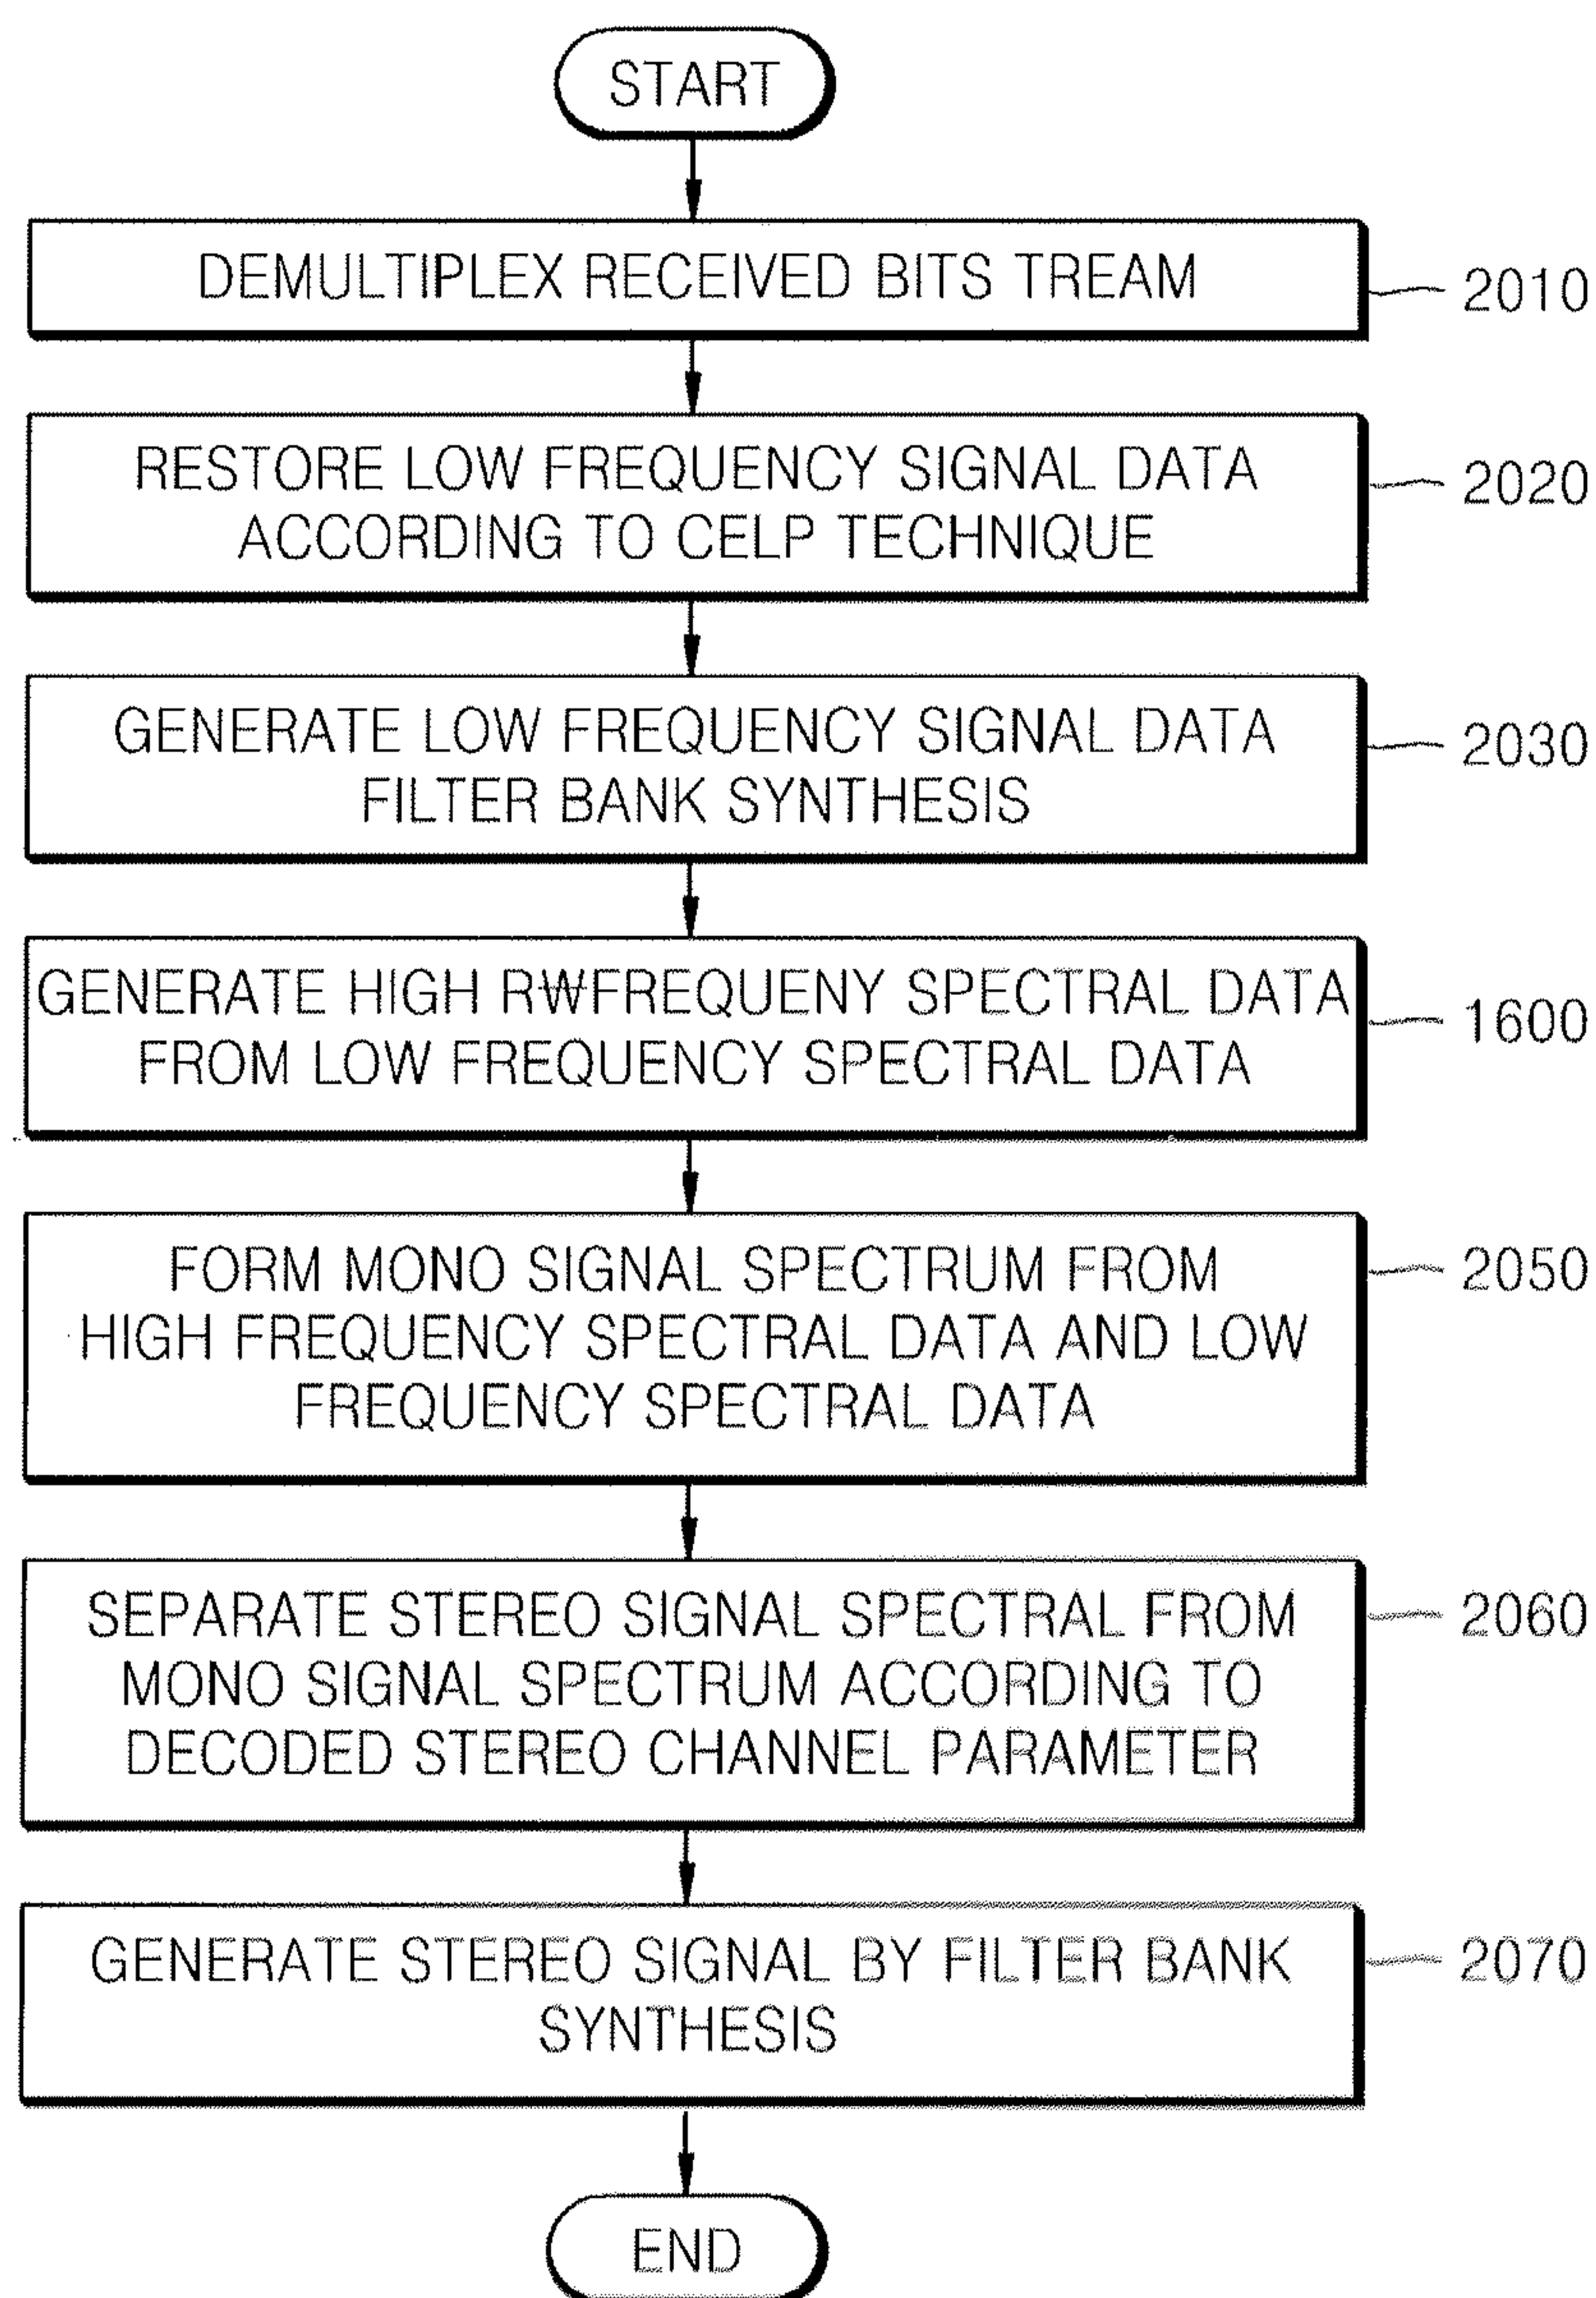 START
DEMULTIPLEX RECEIVED BITS TREAM
2010
RESTORE LOW FREQUENCY SIGNAL DATA
ACCORDING TO CELP TECHNIQUE
2020
GENERATE LOW FREQUENCY SIGNAL DATA
FILTER BANK SYNTHESIS
2030
GENERATE HIGH R₩FREQUENY SPECTRAL DATA
FROM LOW FREQUENCY SPECTRAL DATA
1600
FORM MONO SIGNAL SPECTRUM FROM
HIGH FREQUENCY SPECTRAL DATA AND LOW
FREQUENCY SPECTRAL DATA
2050
SEPARATE STEREO SIGNAL SPECTRAL FROM
MONO SIGNAL SPECTRUM ACCORDING TO
DECODED STEREO CHANNEL PARAMETER
2060
GENERATE STEREO SIGNAL BY FILTER BANK
SYNTHESIS
2070
END